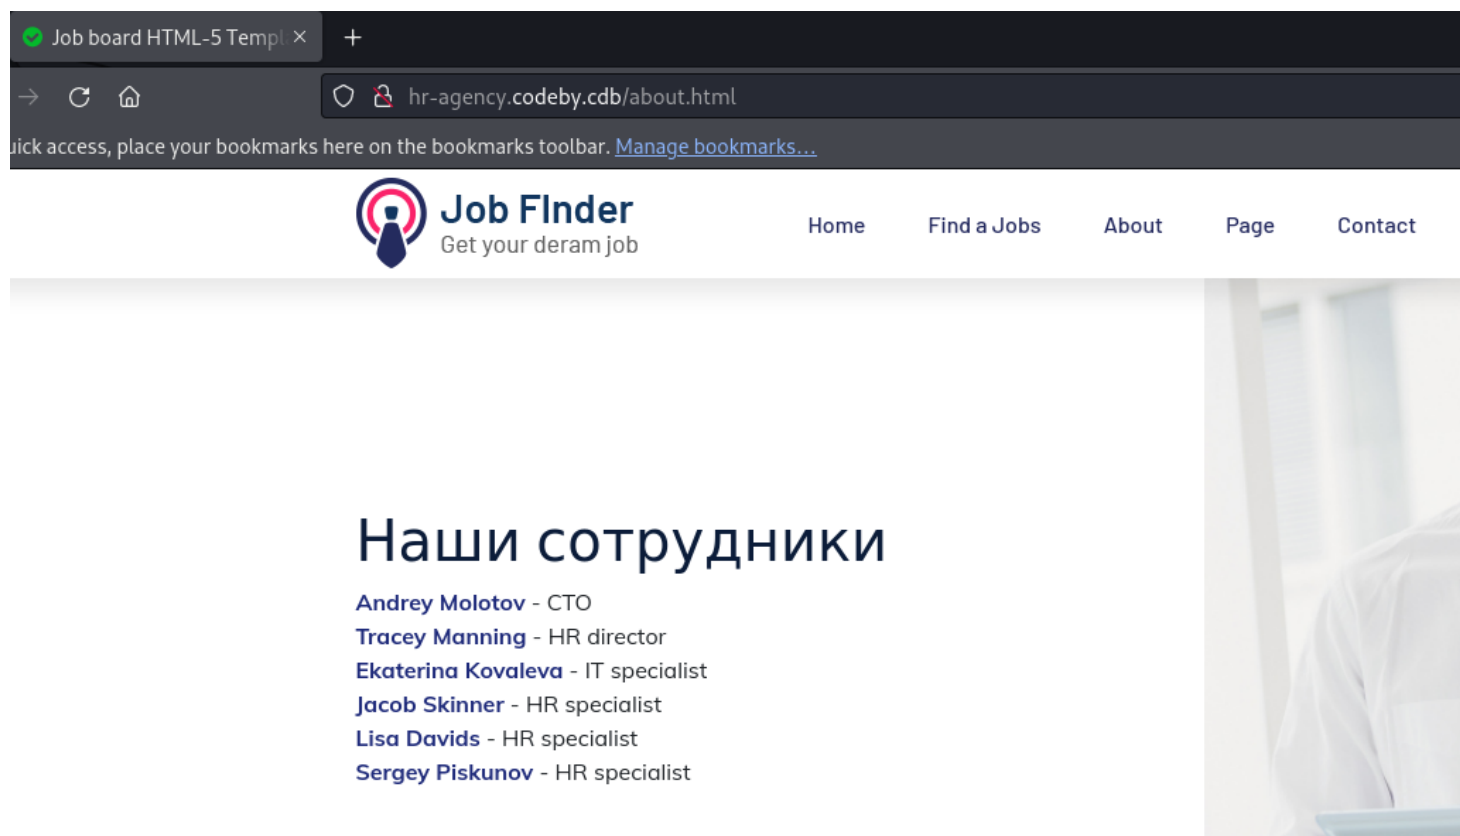 Job board HTML-5 Templ
hr-agency.codeby.cdb/about.html
quick access, place your bookmarks here on the bookmarks toolbar. Manage bookmarks...
Job FInder
Get your deram job
Home Find a Jobs About Page Contact
Наши сотрудники
Andrey Molotov - CTO
Tracey Manning - HR director
Ekaterina Kovaleva - IT specialist
Jacob Skinner - HR specialist
Lisa Davids - HR specialist
Sergey Piskunov - HR specialist